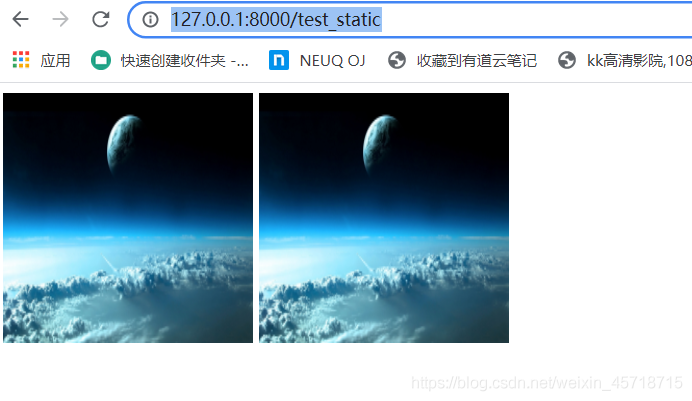 127.0.0.1:8000/test_static
应用 快速创建收件夹 -... NEUQ OJ 收藏到有道云笔记 kk高清影院,108
https://blog.csdn.net/weixin_45718715